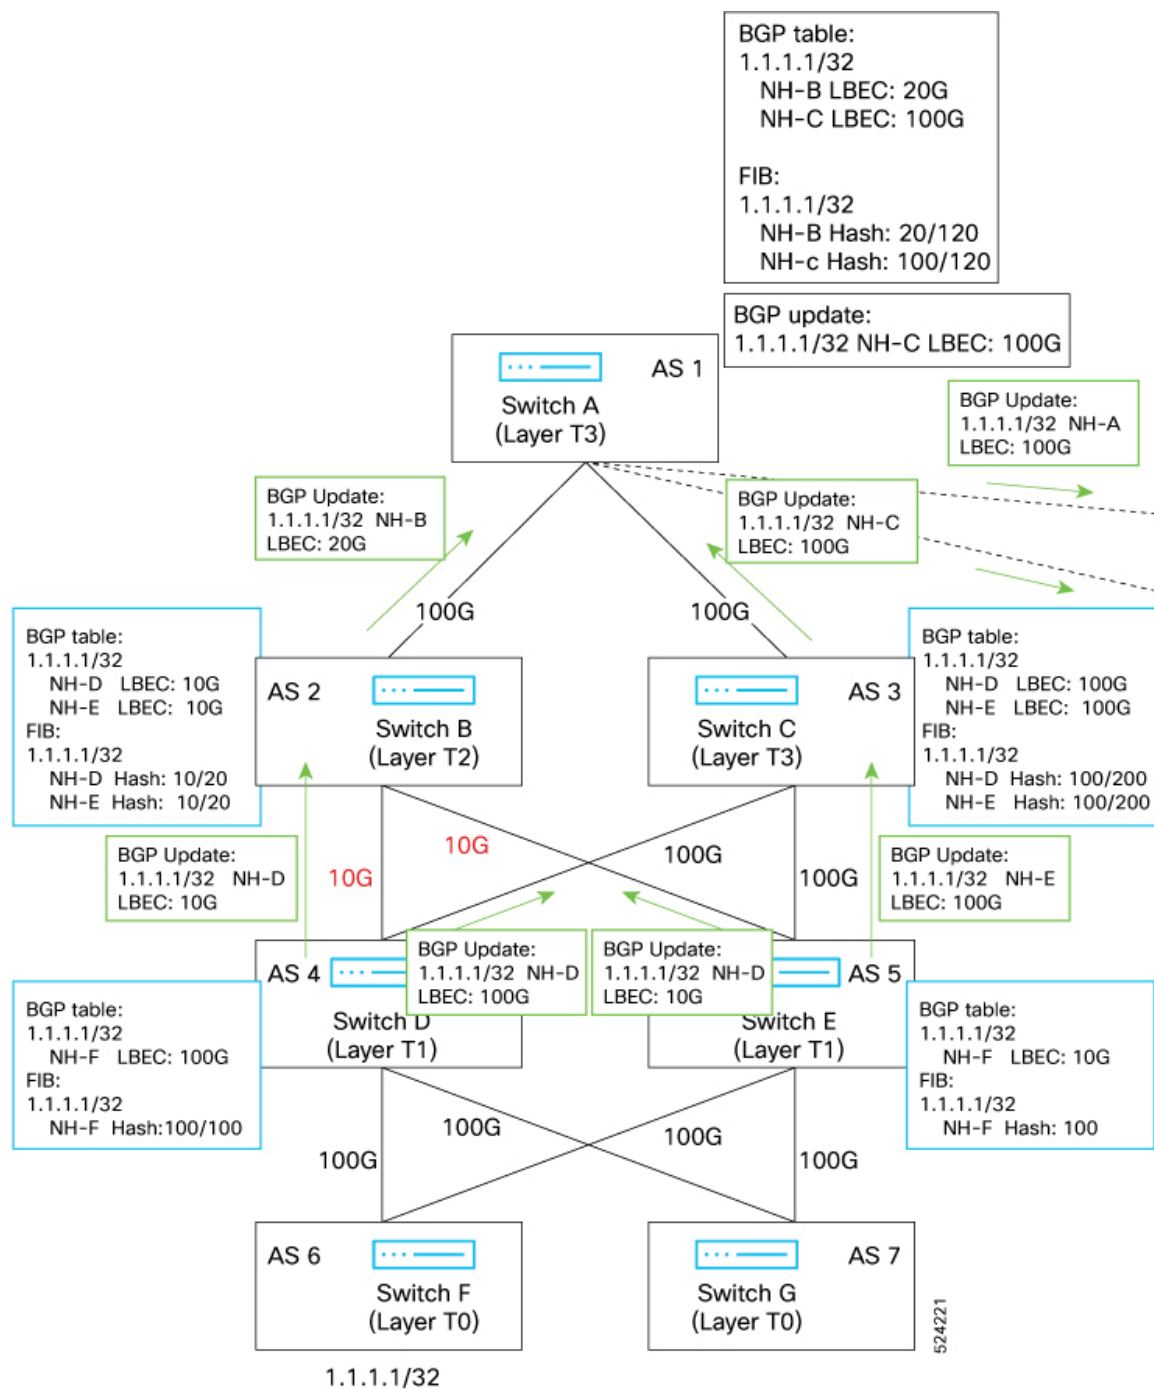 BGP table:
1.1.1.1/32
NH-B LBEC: 20G
NH-C LBEC: 100G
FIB:
1.1.1.1/32
NH-B Hash: 20/120
NH-c Hash: 100/120
BGP update:
1.1.1.1/32 NH-C LBEC: 100G
AS 1
Switch A
(Layer T3)
BGP Update:
1.1.1.1/32 NH-A
LBEC: 100G
BGP Update:
1.1.1.1/32 NH-B
LBEC: 20G
BGP Update:
1.1.1.1/32 NH-C
LBEC: 100G
100G
100G
BGP table:
1.1.1.1/32
NH-D LBEC: 10G
NH-E LBEC: 10G
FIB:
1.1.1.1/32
NH-D Hash: 10/20
NH-E Hash: 10/20
AS 2
Switch B
(Layer T2)
AS 3
Switch C
(Layer T3)
BGP table:
1.1.1.1/32
NH-D LBEC: 100G
NH-E LBEC: 100G
FIB:
1.1.1.1/32
NH-D Hash: 100/200
NH-E Hash: 100/200
BGP Update:
1.1.1.1/32 NH-D
LBEC: 10G
10G
10G
100G
100G
BGP Update:
1.1.1.1/32 NH-E
LBEC: 100G
AS 4
Switch D
(Layer T1)
BGP Update:
1.1.1.1/32 NH-D
LBEC: 100G
BGP Update:
1.1.1.1/32 NH-D
LBEC: 10G
AS 5
Switch E
(Layer T1)
BGP table:
1.1.1.1/32
NH-F LBEC: 100G
FIB:
1.1.1.1/32
NH-F Hash:100/100
BGP table:
1.1.1.1/32
NH-F LBEC: 10G
FIB:
1.1.1.1/32
NH-F Hash: 100
100G
100G
100G
100G
AS 6
Switch F
(Layer T0)
AS 7
Switch G
(Layer T0)
1.1.1.1/32
524221